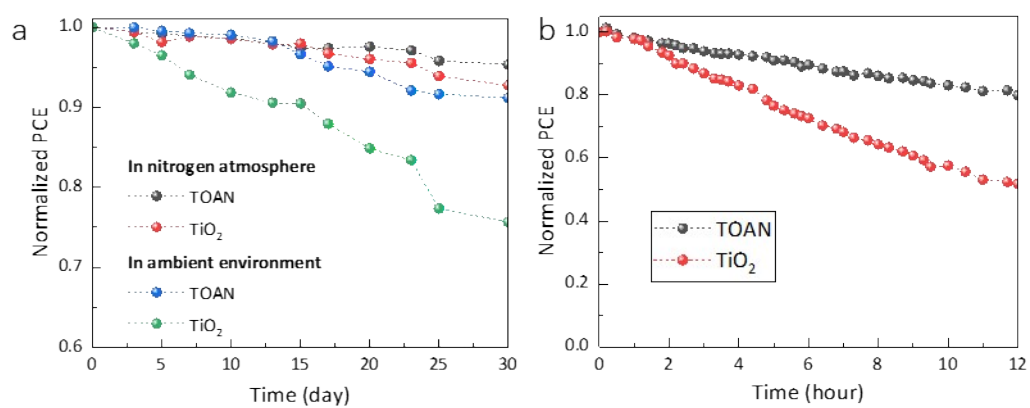 a
1.0
0.9
0.8
0.7
0.6
Normalized PCE
In nitrogen atmosphere
TOAN
TiO₂
In ambient environment
TOAN
TiO₂
0 5 10 15 20 25 30
Time (day)
b
1.0
0.8
0.6
0.4
0.2
0.0
Normalized PCE
TOAN
TiO₂
0 2 4 6 8 10 12
Time (hour)